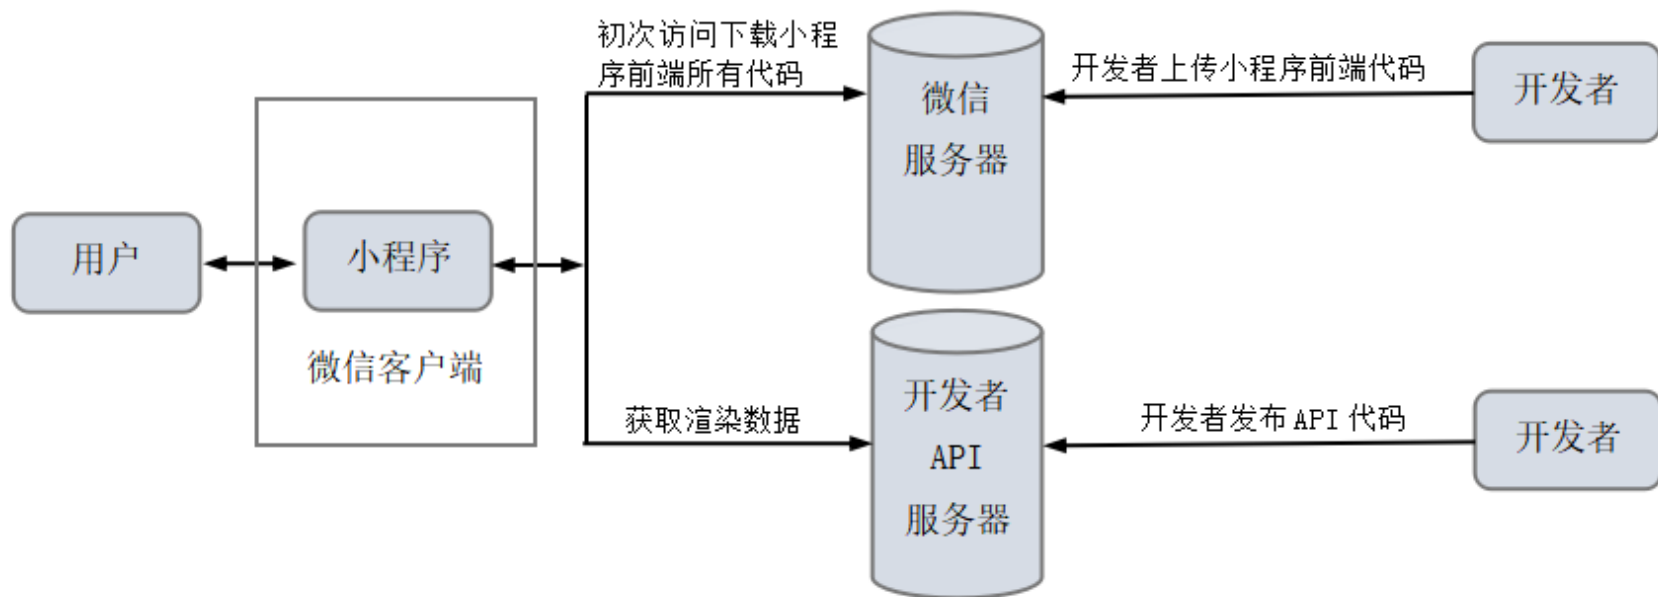 初次访问下载小程
序前端所有代码
微信
服务器
开发者上传小程序前端代码
开发者
用户
小程序
微信客户端
获取渲染数据
开发者
API
服务器
开发者发布 API 代码
开发者